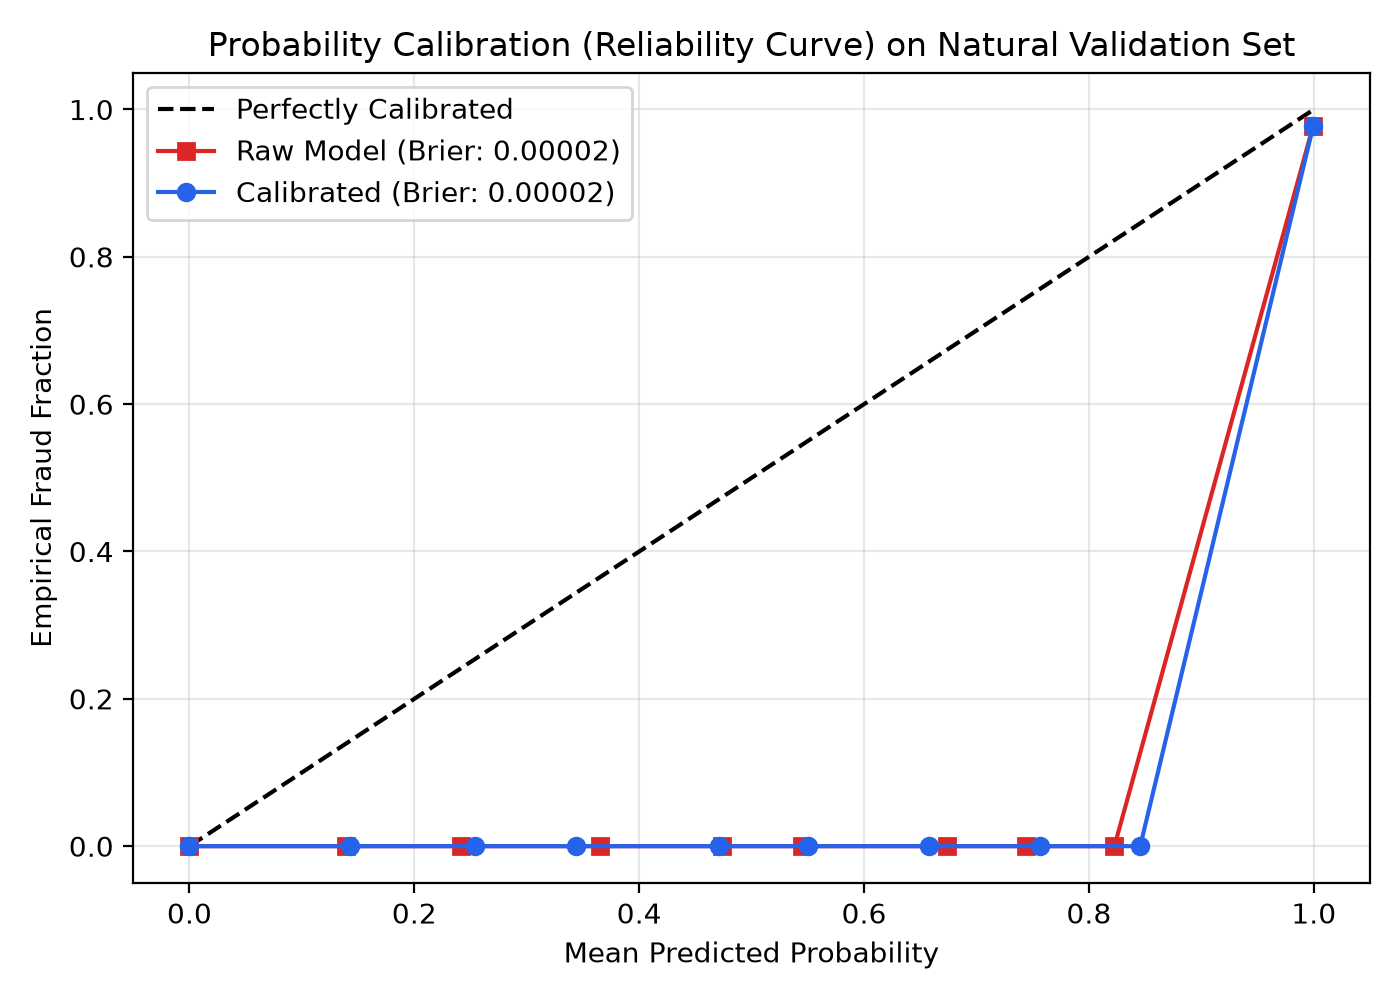 Probability Calibration (Reliability Curve) on Natural Validation Set
Perfectly Calibrated
Raw Model (Brier: 0.00002)
Calibrated (Brier: 0.00002)
Empirical Fraud Fraction
1.0
0.8
0.6
0.4
0.2
0.0
0.0 0.2 0.4 0.6 0.8 1.0
Mean Predicted Probability